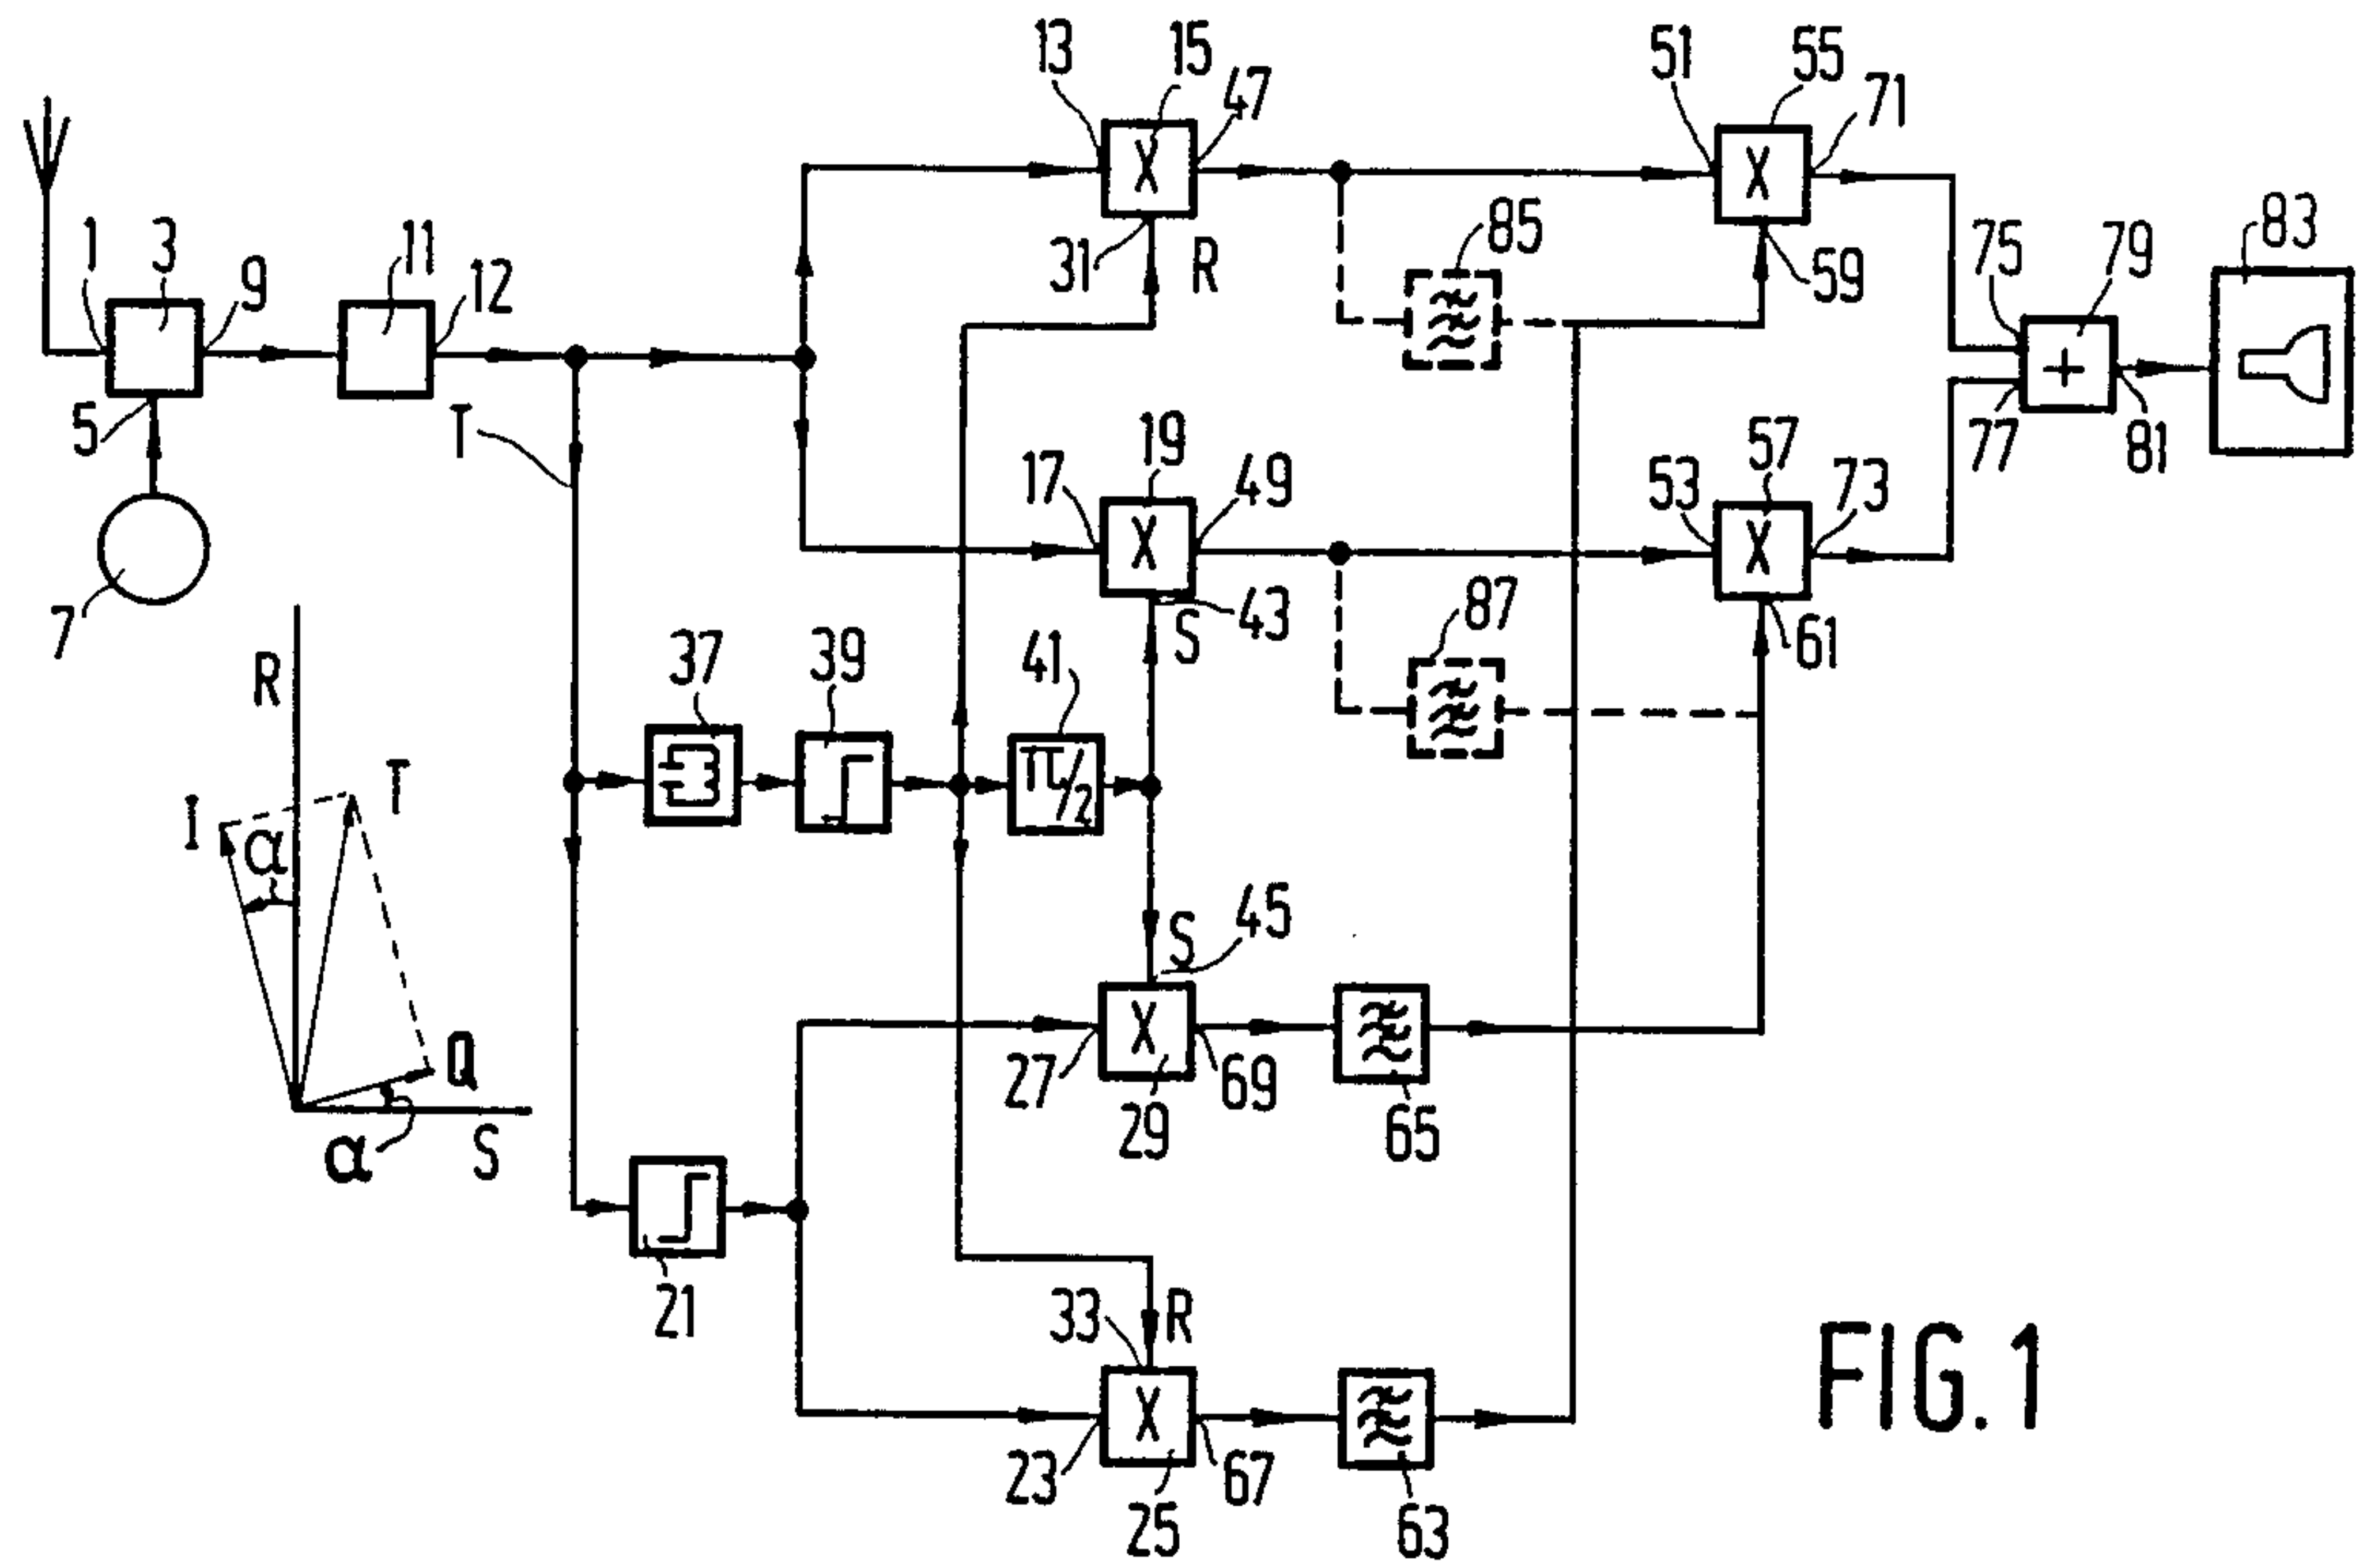 13 15 47 51 55 71
1 3 9 11 12 31 R 85 59 75 79 83
5 T 17 19 49 53 57 73 77 81
X X
+
7 37 39 41 S 43 87 61
X X
R π/2
I α T
S 45
Q
α S
27 X 69
29 65
21
33 R
23 X 67
25 63
FIG.1